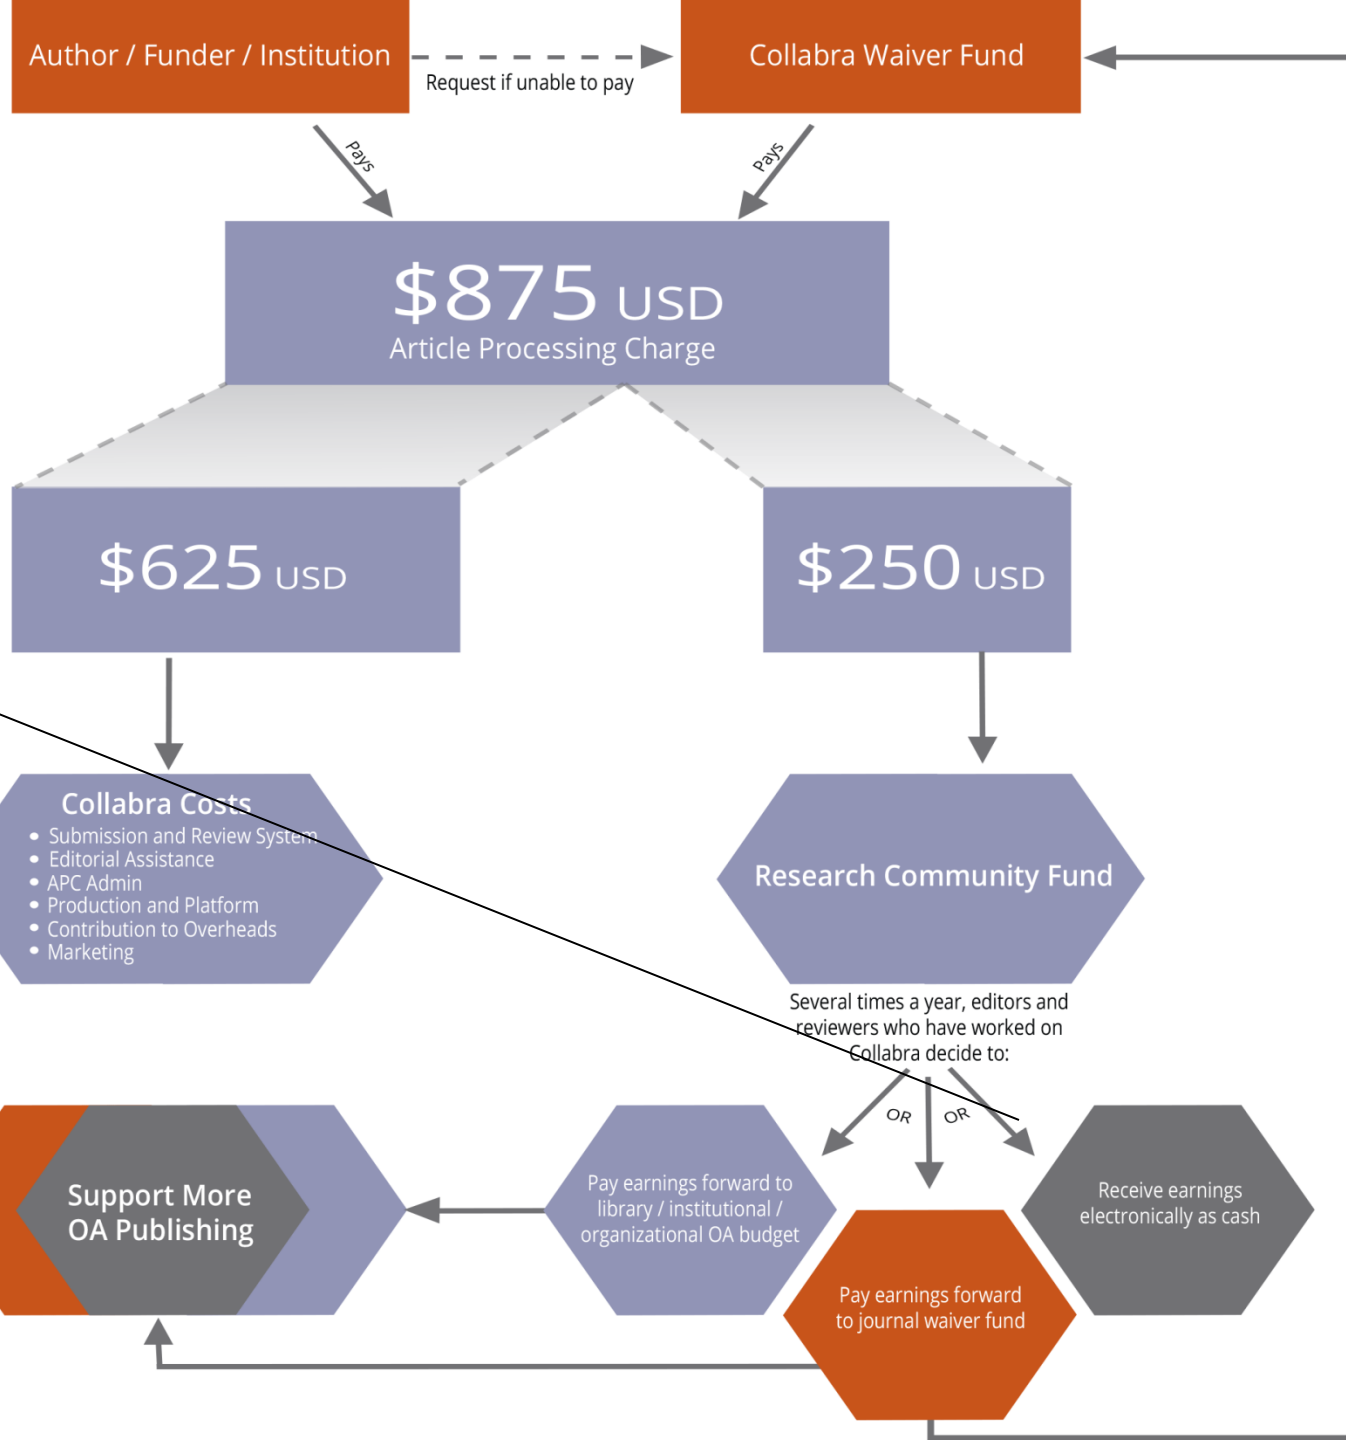 Author / Funder / Institution
Request if unable to pay
Collabra Waiver Fund
Pays
Pays
$875 USD
Article Processing Charge
$625 USD
$250 USD
Collabra Costs
• Submission and Review System
• Editorial Assistance
• APC Admin
• Production and Platform
• Contribution to Overheads
• Marketing
Research Community Fund
Several times a year, editors and
reviewers who have worked on
Collabra decide to:
OR
OR
Support More
OA Publishing
Pay earnings forward to
library / institutional /
organizational OA budget
Pay earnings forward
to journal waiver fund
Receive earnings
electronically as cash